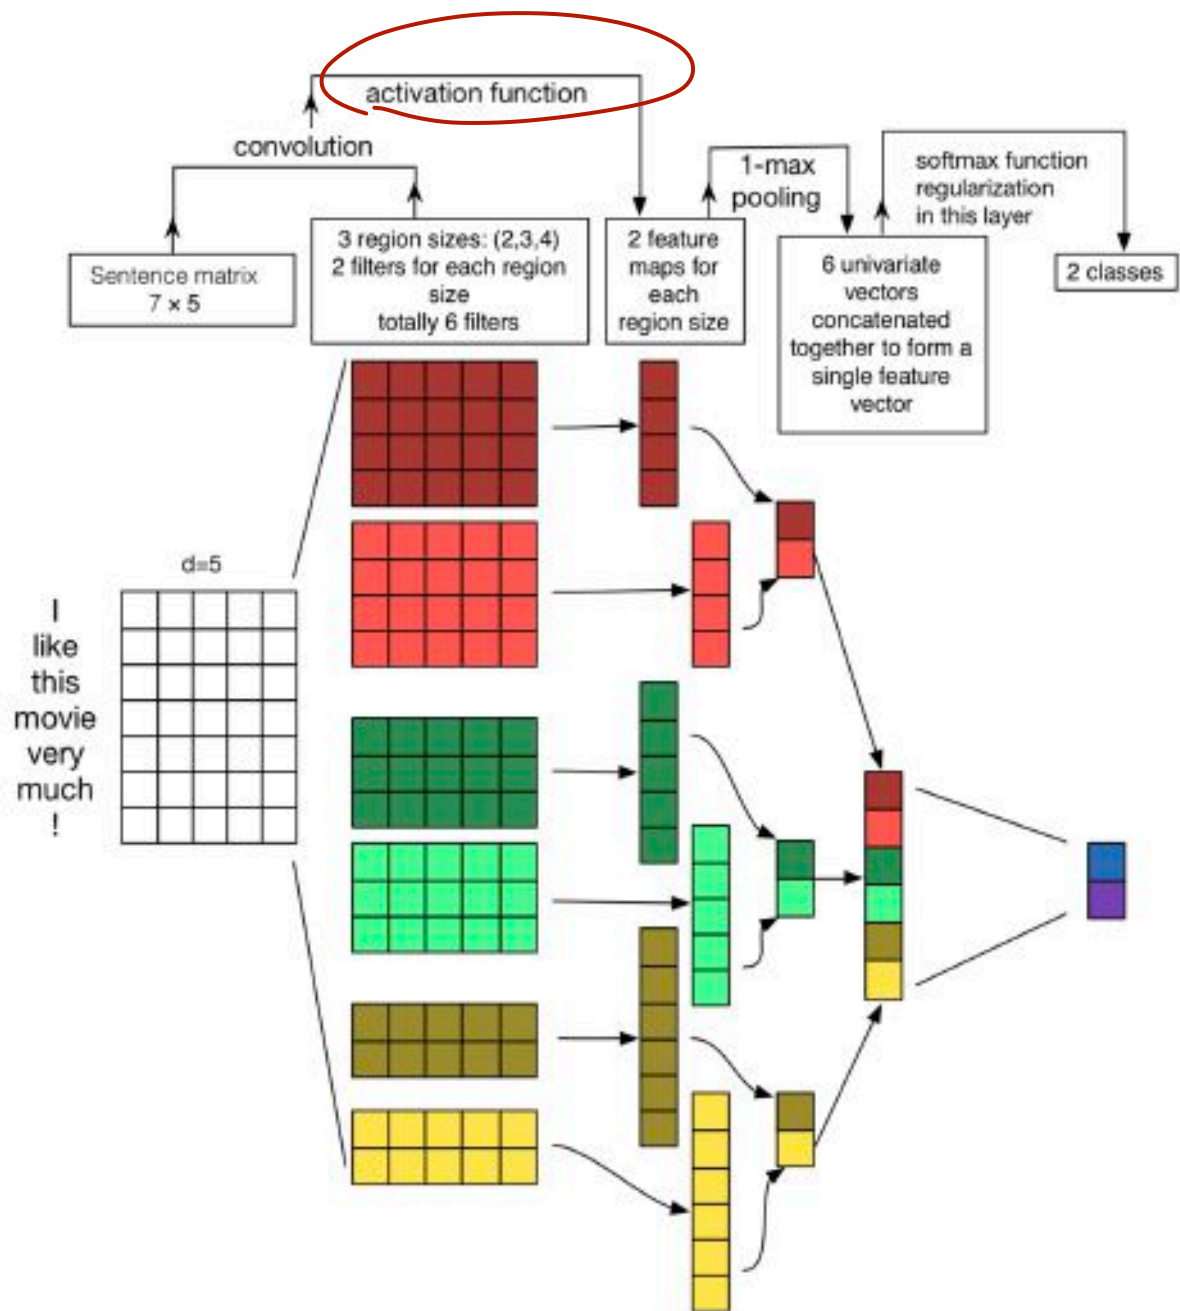 activation function
convolution
1-max
pooling
softmax function
regularization
in this layer
Sentence matrix
7 × 5
3 region sizes: (2,3,4)
2 filters for each region
size
totally 6 filters
2 feature
maps for
each
region size
6 univariate
vectors
concatenated
together to form a
single feature
vector
2 classes
d=5
I
like
this
movie
very
much
!